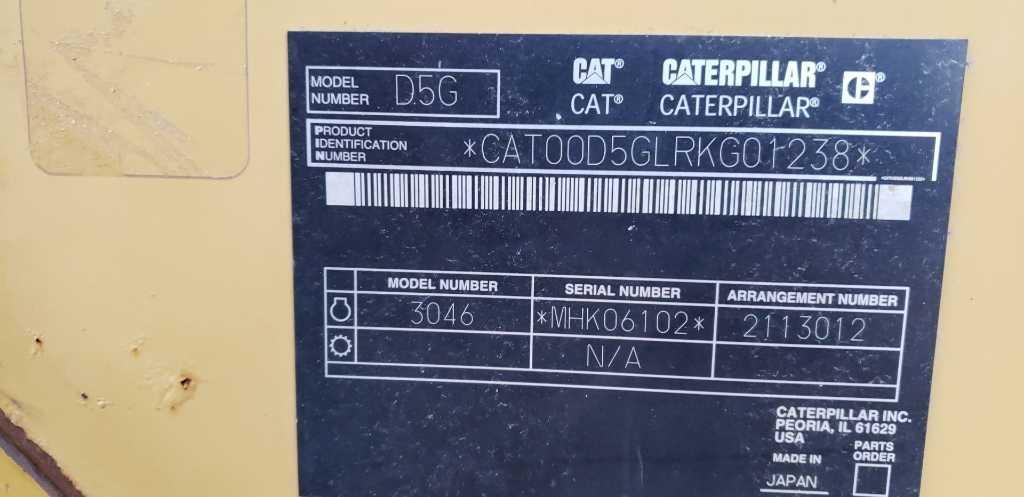 MODEL NUMBER D5G
CAT® CATERPILLAR® ®
CAT® CATERPILLAR®
PRODUCT IDENTIFICATION NUMBER *CAT00D5GLRKG01238*
MODEL NUMBER SERIAL NUMBER ARRANGEMENT NUMBER
3046 *MHK06102* 2113012
N/A
CATERPILLAR INC.
PEORIA, IL 61629
USA
MADE IN JAPAN
PARTS ORDER